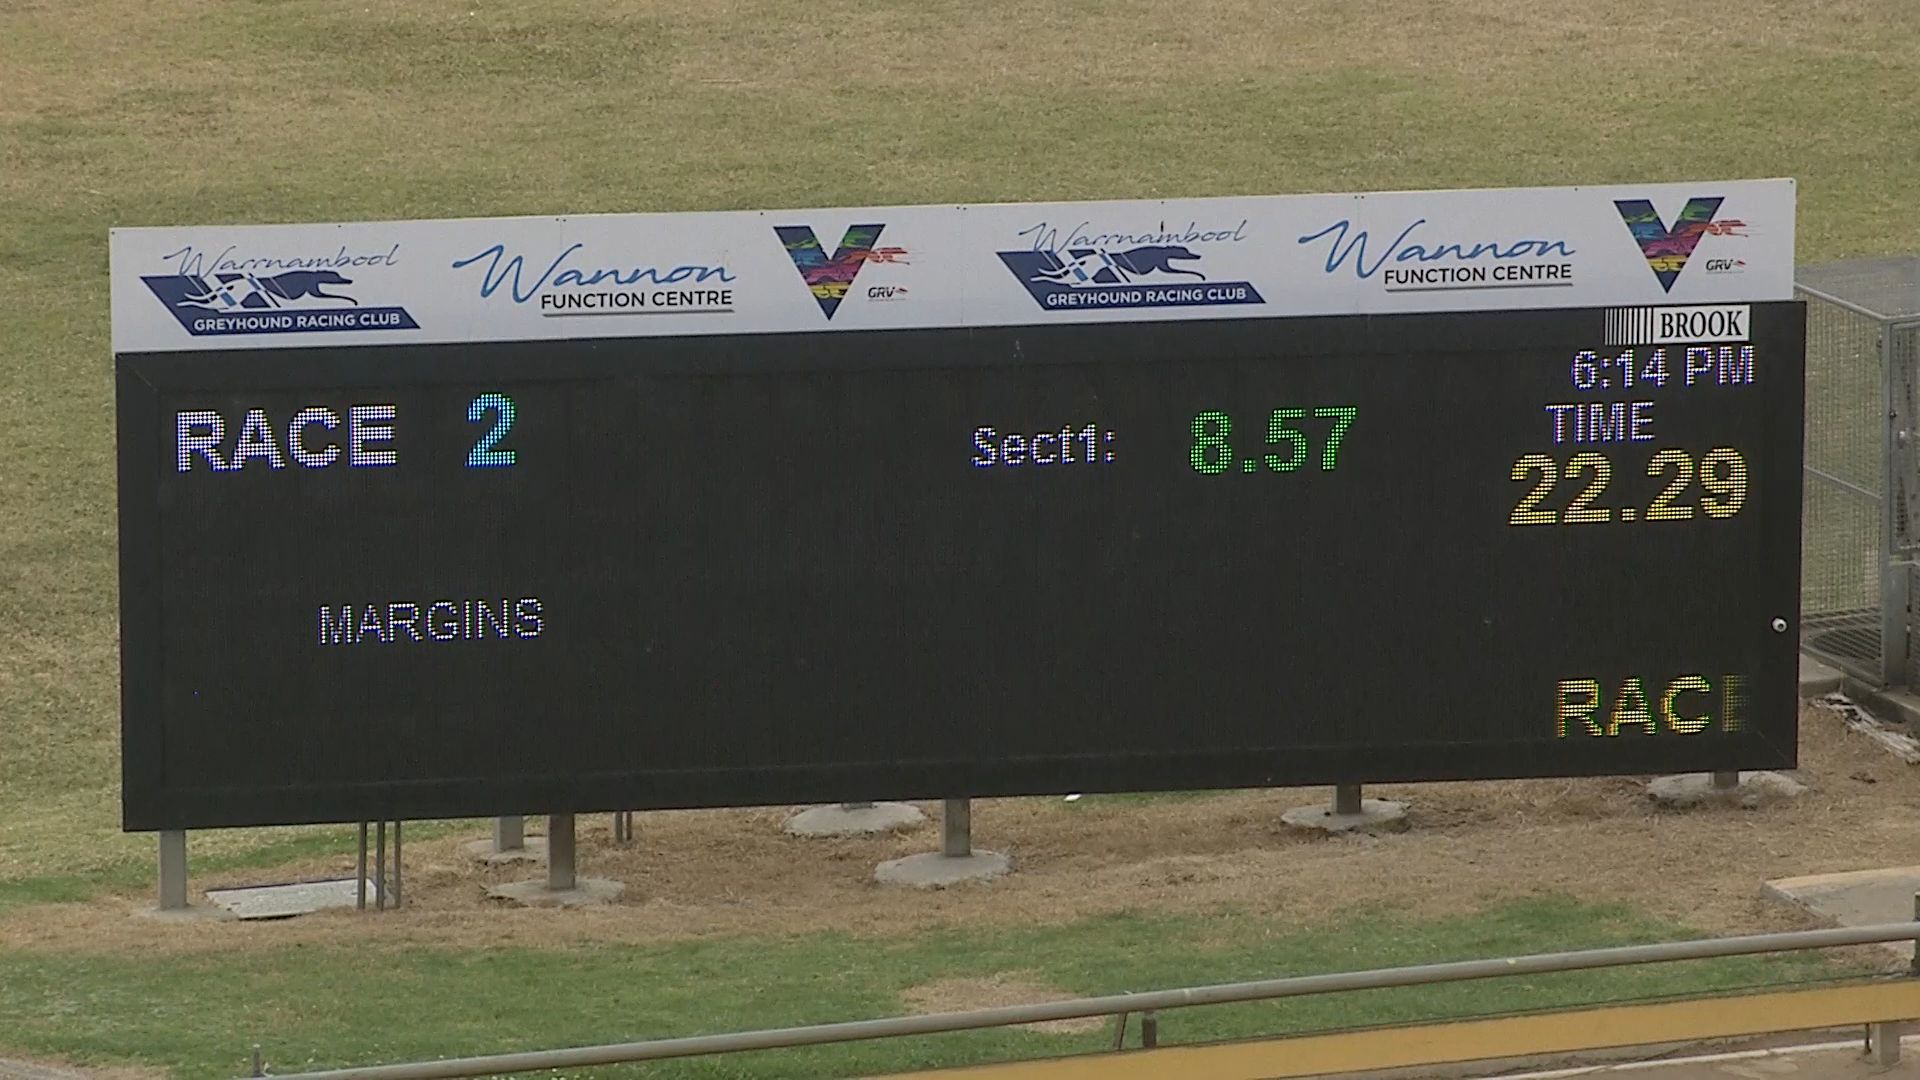 Warrnambool
GREYHOUND RACING CLUB
Wannon
FUNCTION CENTRE
V
GRV
Warrnambool
GREYHOUND RACING CLUB
Wannon
FUNCTION CENTRE
V
GRV
BROOK
6:14 PM
RACE 2
Sect1: 8.57
TIME
22.29
MARGINS
RACE